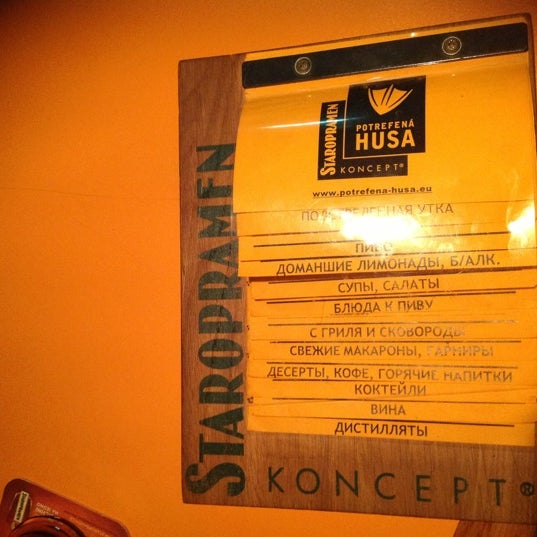 STAROPRAMEN
POTREFENÁ
HUSA
KONCEPT®
www.potrefena-husa.eu
УТКА
ПИВО
ДОМАШНИЕ ЛИМОНАДЫ, Б/АЛК.
СУПЫ, САЛАТЫ
БЛЮДА К ПИВУ
С ГРИЛЯ И СКОВОРОДЫ
СВЕЖИЕ МАКАРОНЫ, ГАРНИРЫ
ДЕСЕРТЫ, КОФЕ, ГОРЯЧИЕ НАПИТКИ
КОКТЕЙЛИ
ВИНА
ДИСТИЛЛЯТЫ
STAROPRAMEN
KONCEPT®